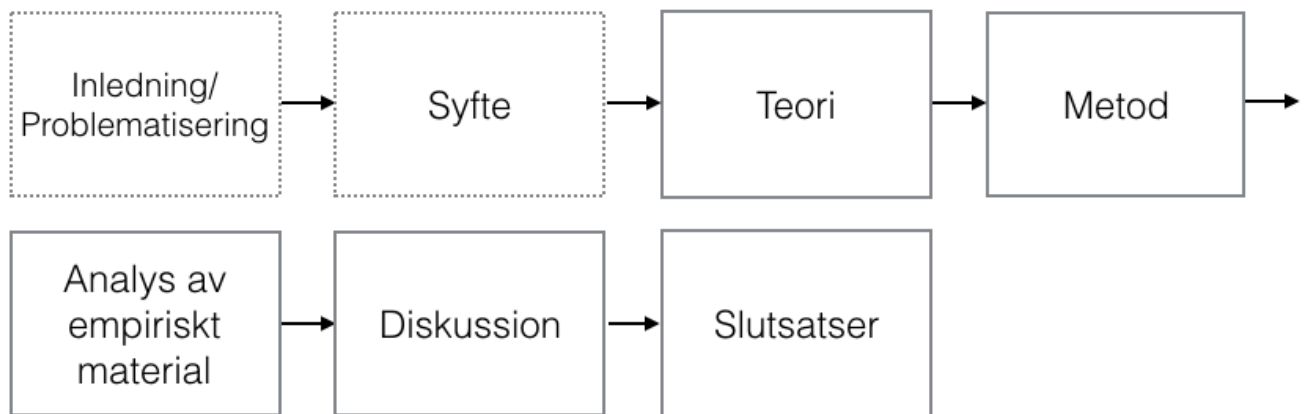 Inledning/
Problematisering
Syfte
Teori
Metod
Analys av
empiriskt
material
Diskussion
Slutsatser